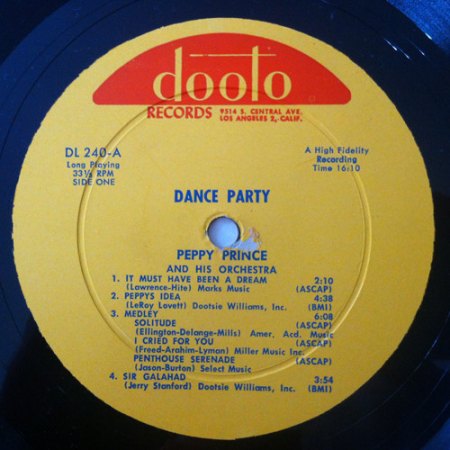 dooto
RECORDS
9514 S. CENTRAL AVE.
LOS ANGELES 2, CALIF.
DL 240-A
Long Playing
33⅓ RPM
SIDE ONE
A High Fidelity
Recording
Time 16:10
DANCE PARTY
PEPPY PRINCE
AND HIS ORCHESTRA
1. IT MUST HAVE BEEN A DREAM 2:10
(Lawrence-Hite) Marks Music (ASCAP)
2. PEPPYS IDEA 4:38
(LeRoy Lovett) Dootsie Williams, Inc. (BMI)
3. MEDLEY 6:08
SOLITUDE (ASCAP)
(Ellington-Delange-Mills) Amer. Acd. Music
I CRIED FOR YOU (ASCAP)
(Freed-Arahim-Lyman) Miller Music Inc.
PENTHOUSE SERENADE (ASCAP)
(Jason-Burton) Select Music
4. SIR GALAHAD 3:54
(Jerry Stanford) Dootsie Williams, Inc. (BMI)